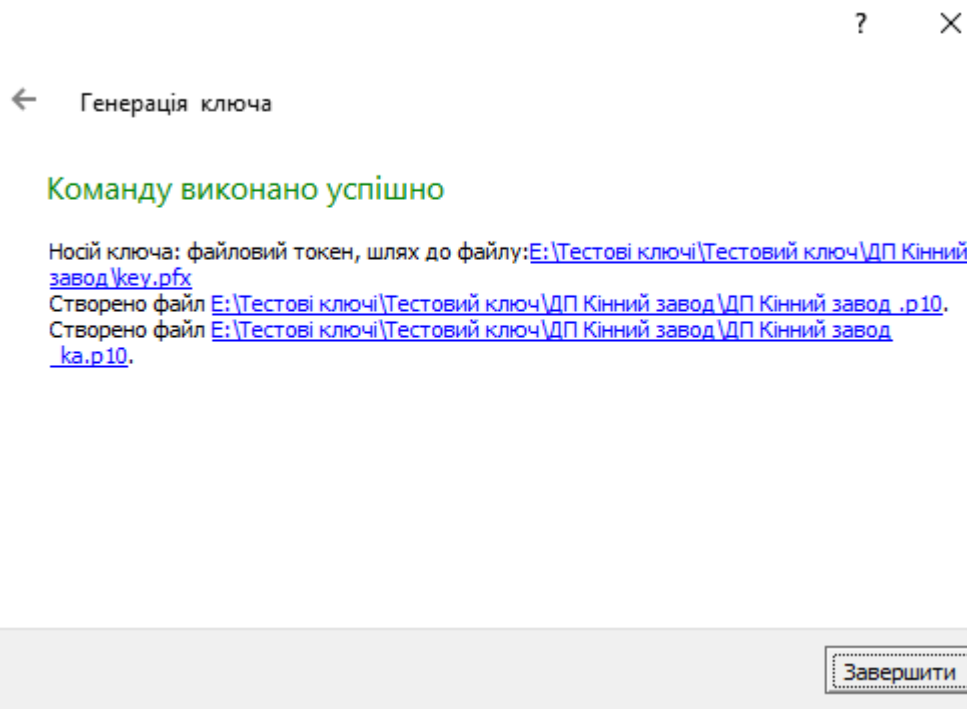 ?
Генерація ключа
Команду виконано успішно
Носій ключа: файловий токен, шлях до файлу:E:\Тестові ключі\Тестовий ключ\ДП Кінний
завод\key.pfx
Створено файл E:\Тестові ключі\Тестовий ключ\ДП Кінний завод\ДП Кінний завод .p10.
Створено файл E:\Тестові ключі\Тестовий ключ\ДП Кінний завод\ДП Кінний завод
_ka.p10.
Завершити